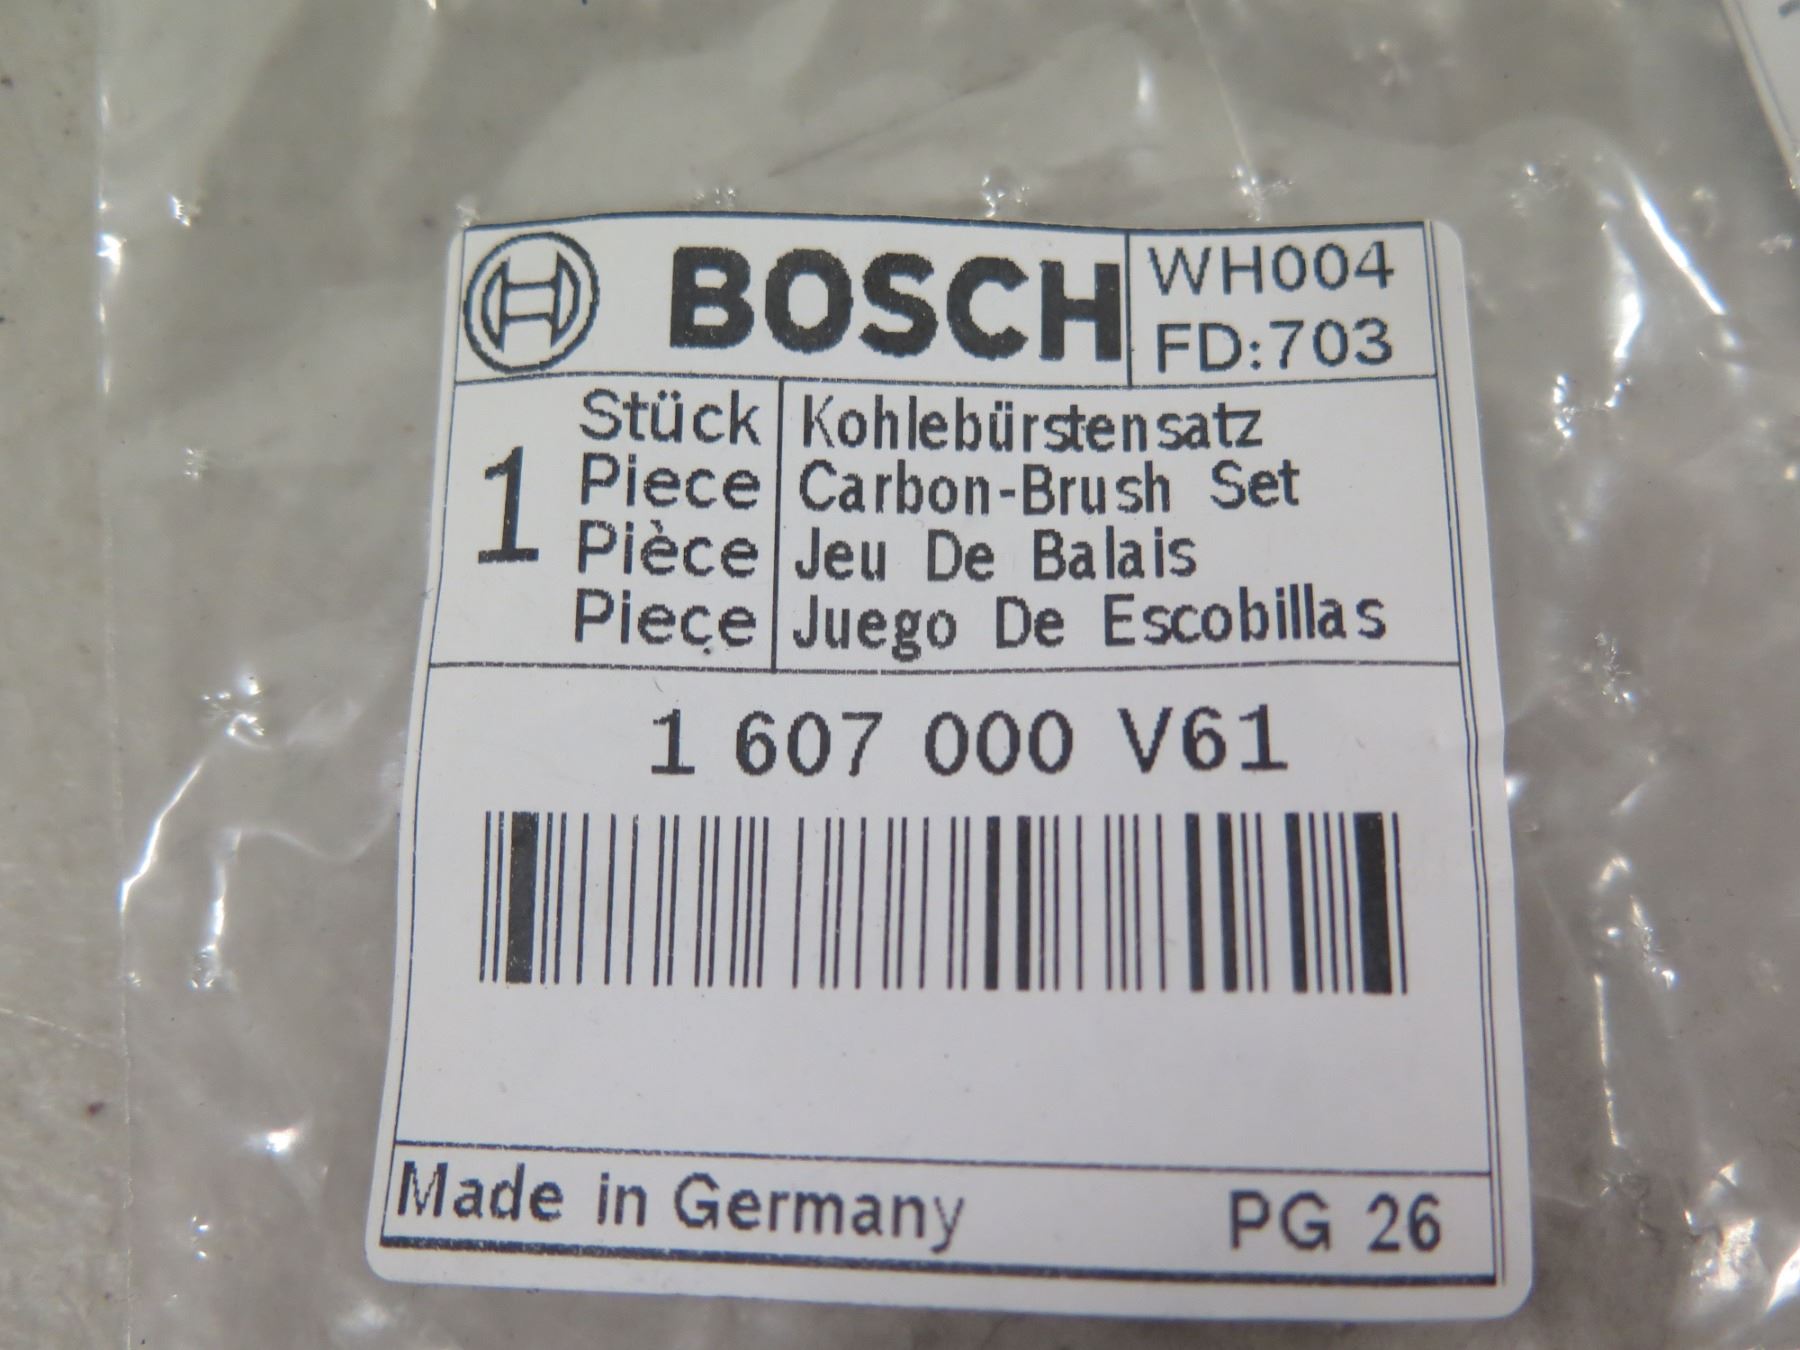 BOSCH
WH004
FD:703
1
Stück
Piece
Pièce
Pieçe
Kohlebürstensatz
Carbon-Brush Set
Jeu De Balais
Juego De Escobillas
1 607 000 V61
Made in Germany
PG 26